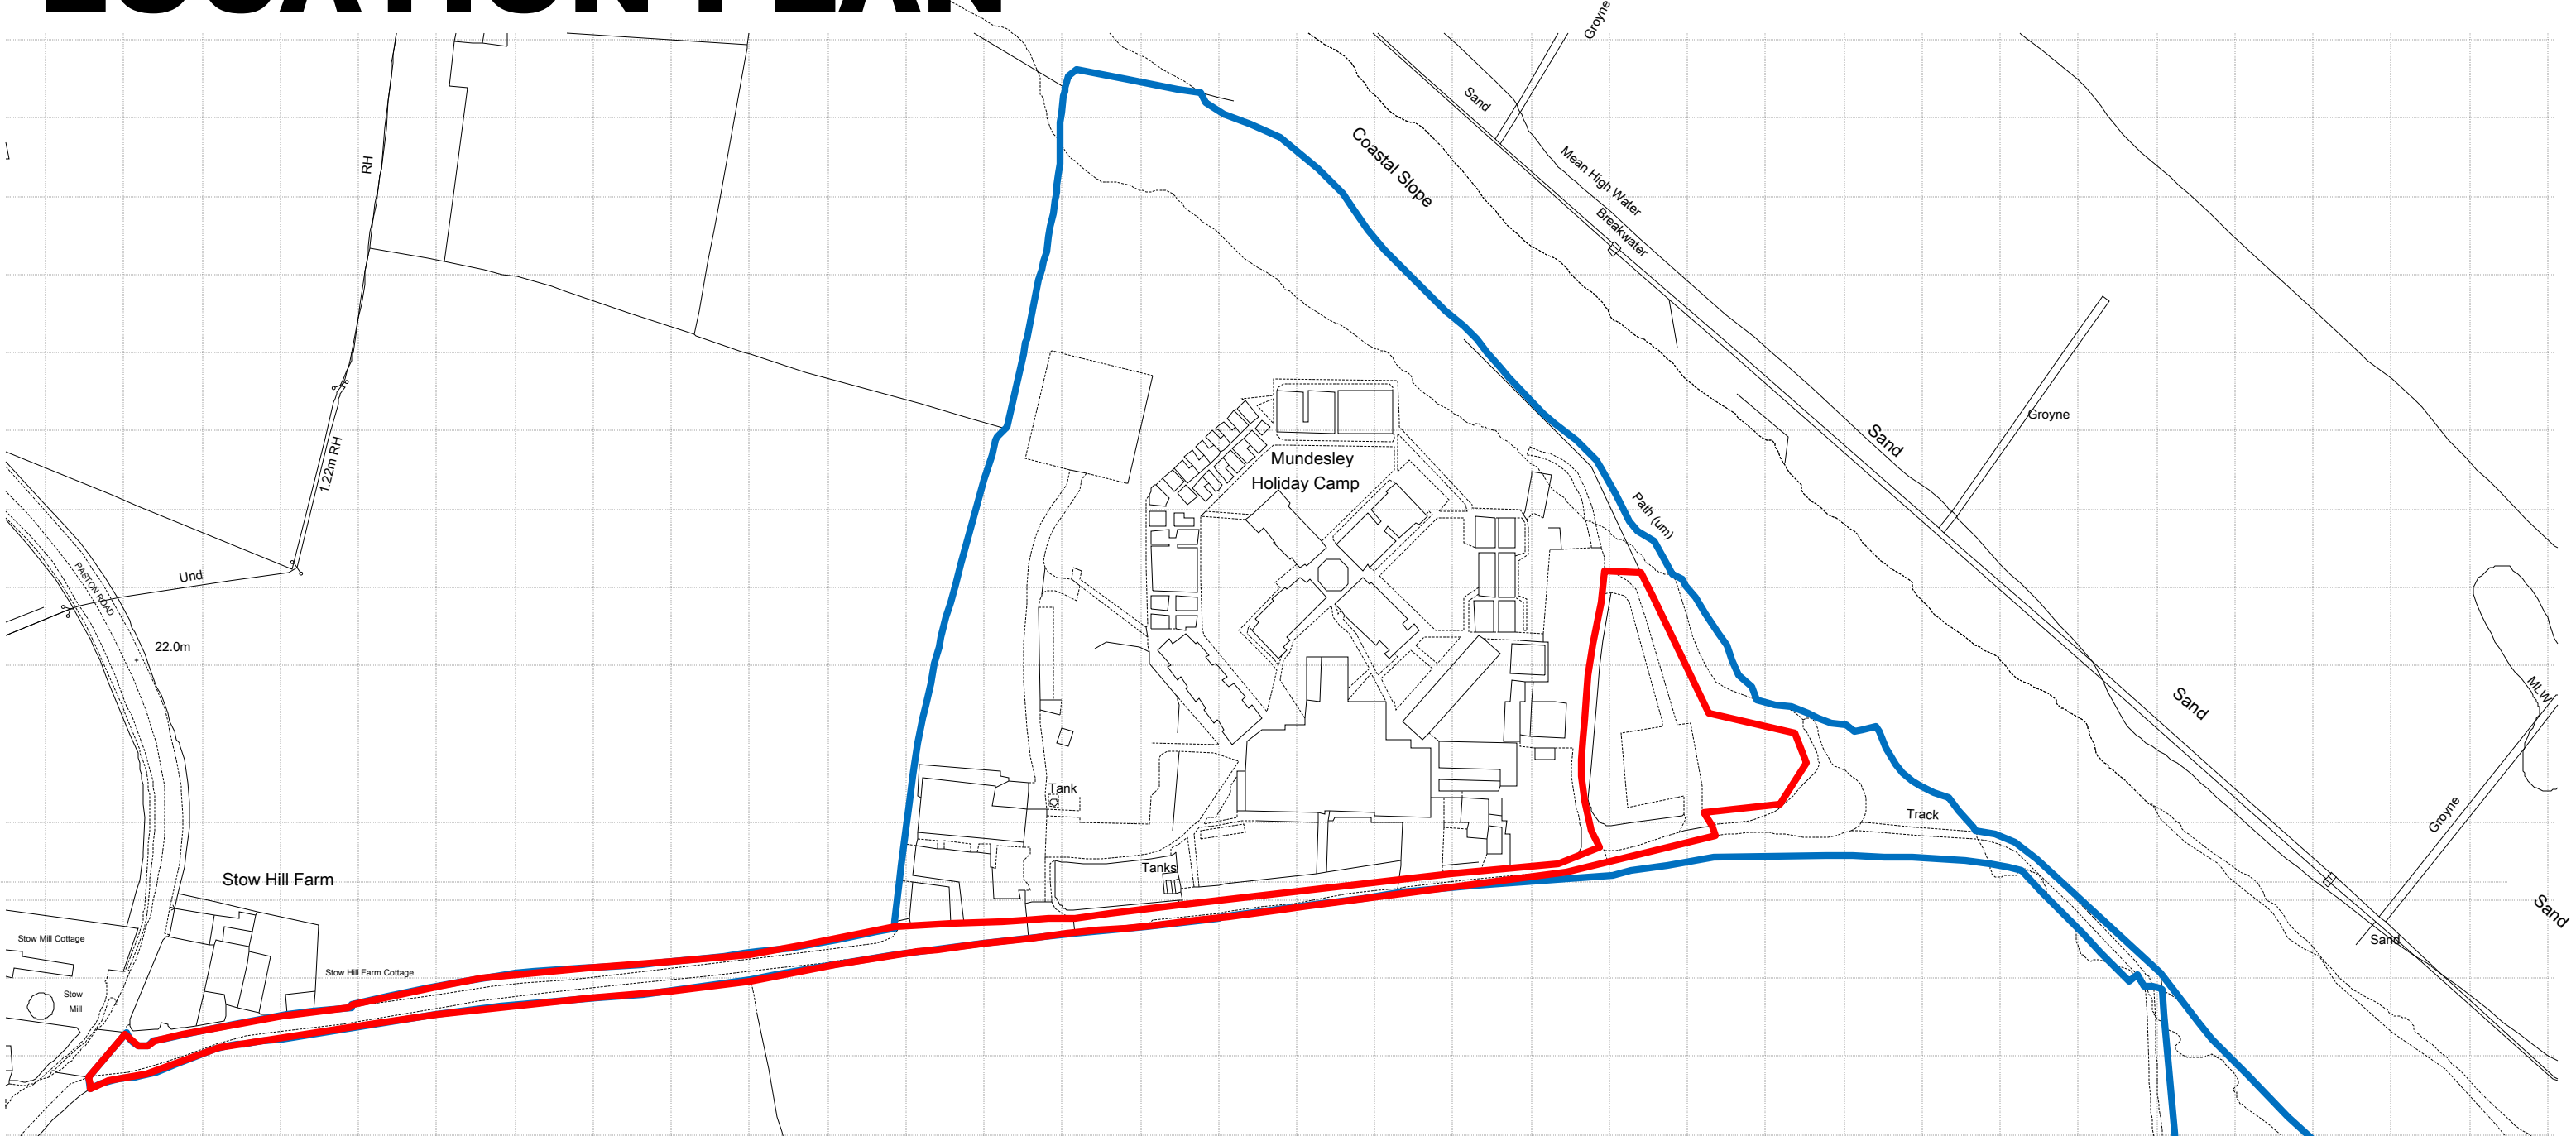 LOCATION PLAN
Groyne
Sand
Coastal Slope
Mean High Water
Breakwater
RH
1.22m RH
Groyne
Sand
Mundesley
Holiday Camp
Path (um)
PASTON ROAD
Und
22.0m
Sand
MLW
Tank
Track
Groyne
Tanks
Stow Hill Farm
Sand
Sand
Stow Mill Cottage
Stow Hill Farm Cottage
Stow
Mill